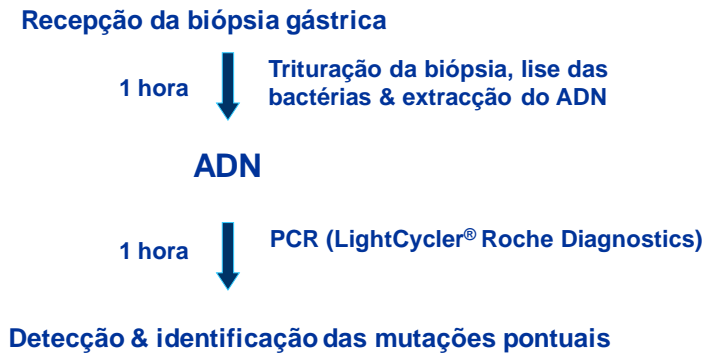 Recepção da biópsia gástrica
1 hora
Trituração da biópsia, lise das
bactérias & extracção do ADN
ADN
1 hora
PCR (LightCycler® Roche Diagnostics)
Detecção & identificação das mutações pontuais